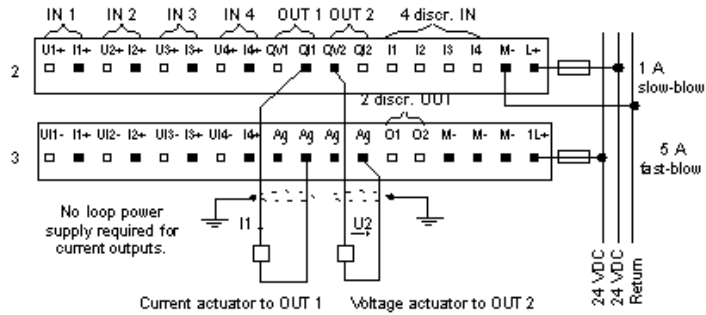 IN 1 IN 2 IN 3 IN 4 OUT 1 OUT 2 4 discr. IN
U1+ I1+ U2+ I2+ U3+ I3+ U4+ I4+ QV1 QI1 QV2 QI2 I1 I2 I3 I4 M- L+
2
1 A
slow-blow
2 discr. OUT
UI1- I1+ UI2- I2+ UI3- I3+ UI4- I4+ Ag Ag Ag Ag O1 O2 M- M- M- 1L+
3
5 A
fast-blow
No loop power
supply required for
current outputs.
I1
U2
24 VDC
24 VDC
Return
Current actuator to OUT 1
Voltage actuator to OUT 2